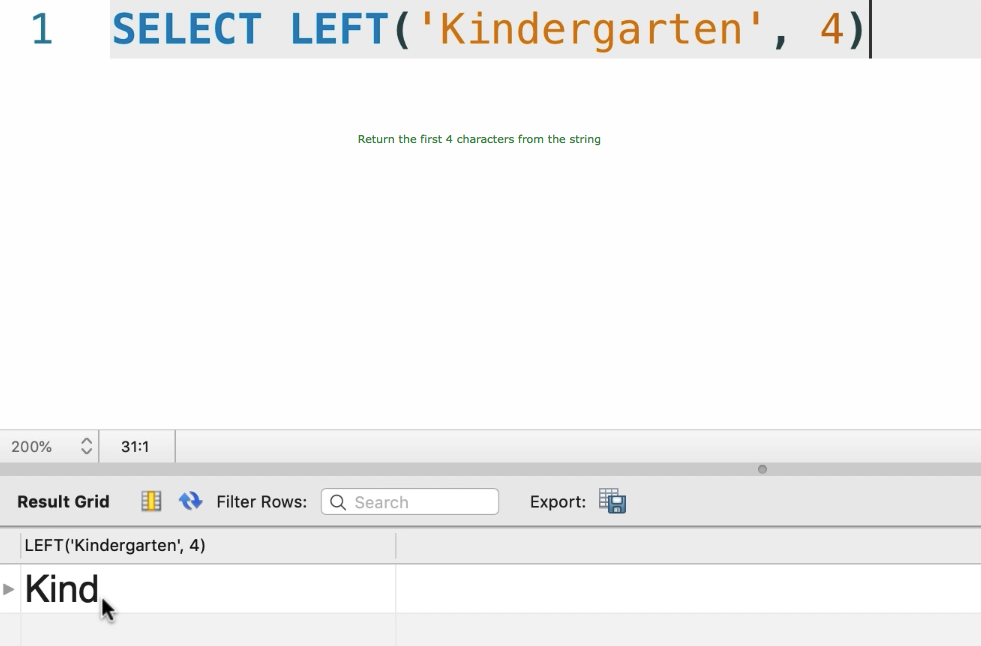 1 SELECT LEFT('Kindergarten', 4)
Return the first 4 characters from the string
200% 31:1
Result Grid Filter Rows: Search Export:
LEFT('Kindergarten', 4)
Kind